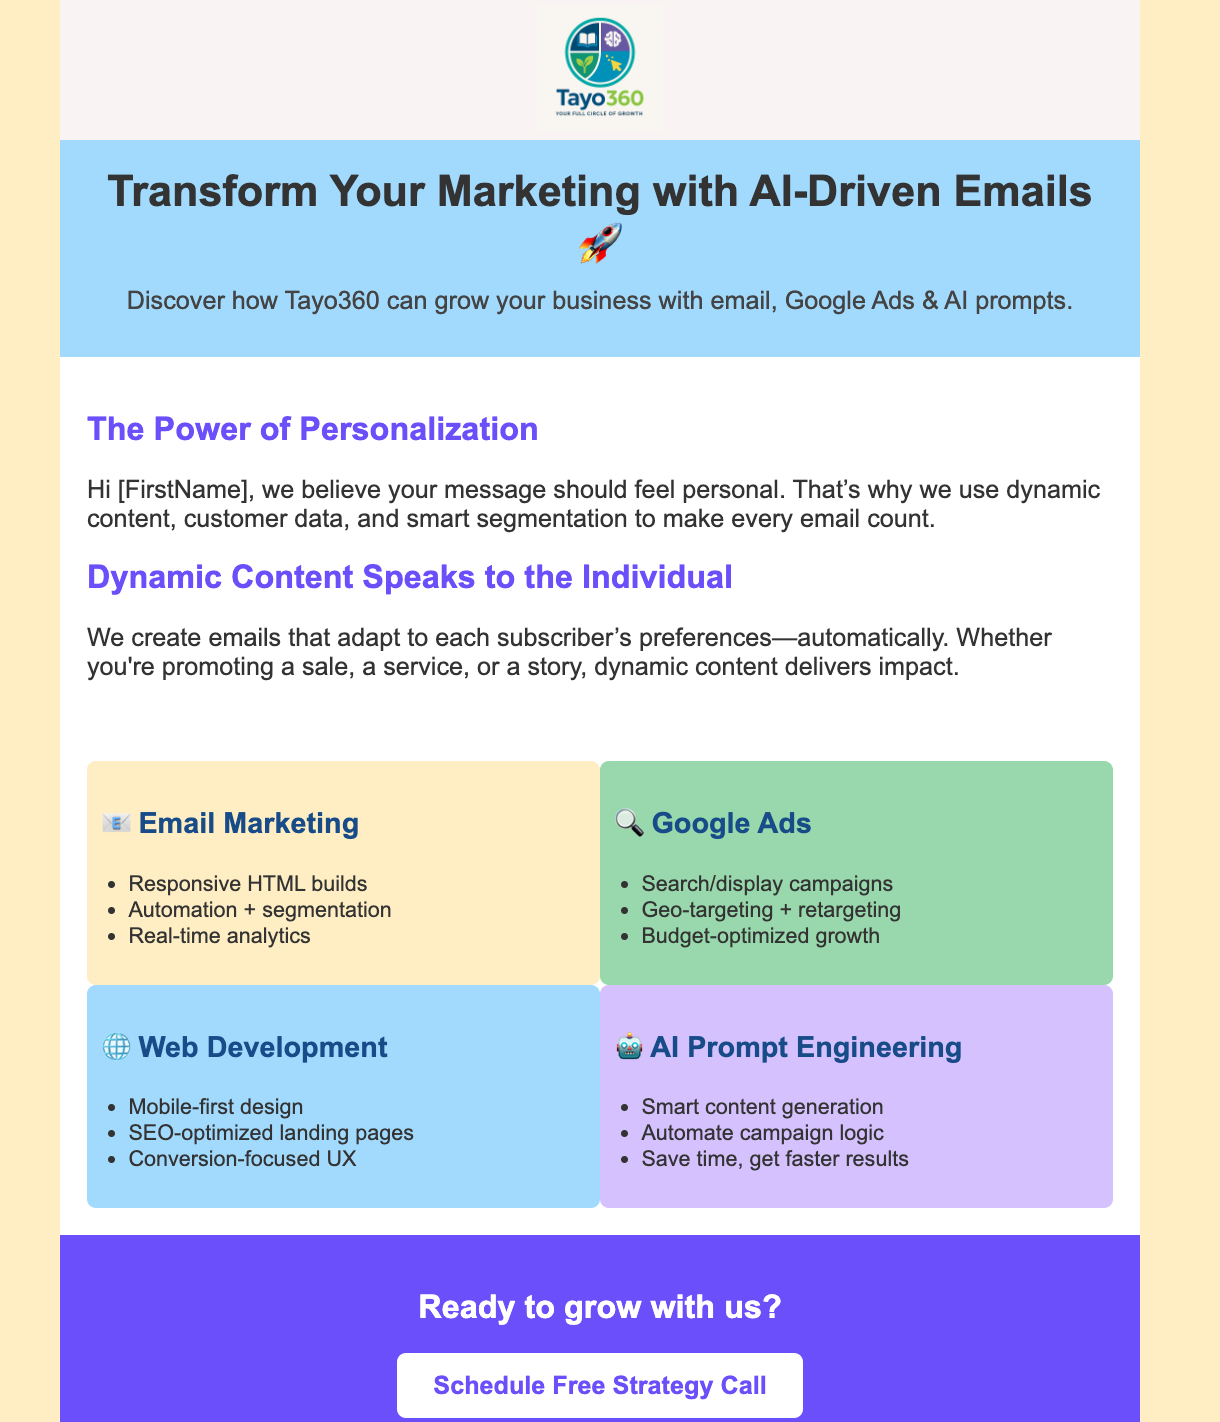 Tayo360
YOUR FULL CIRCLE OF GROWTH
Transform Your Marketing with AI-Driven Emails
🚀
Discover how Tayo360 can grow your business with email, Google Ads & AI prompts.
The Power of Personalization
Hi [FirstName], we believe your message should feel personal. That’s why we use dynamic
content, customer data, and smart segmentation to make every email count.
Dynamic Content Speaks to the Individual
We create emails that adapt to each subscriber’s preferences—automatically. Whether
you're promoting a sale, a service, or a story, dynamic content delivers impact.
📧 Email Marketing
• Responsive HTML builds
• Automation + segmentation
• Real-time analytics
🔍 Google Ads
• Search/display campaigns
• Geo-targeting + retargeting
• Budget-optimized growth
🌐 Web Development
• Mobile-first design
• SEO-optimized landing pages
• Conversion-focused UX
🤖 AI Prompt Engineering
• Smart content generation
• Automate campaign logic
• Save time, get faster results
Ready to grow with us?
Schedule Free Strategy Call